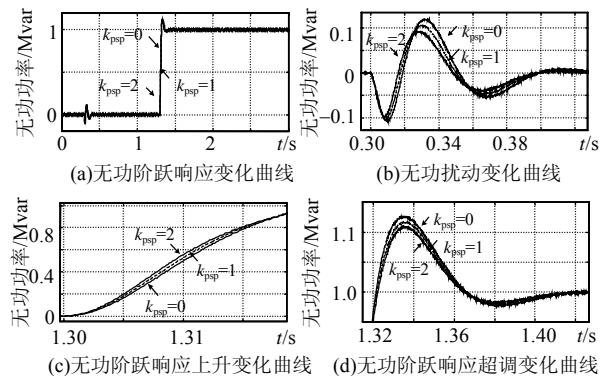 无功功率/Mvar
1
0
k_psp=0
k_psp=2
k_psp=1
0 1 2 t/s
(a)无功阶跃响应变化曲线
无功功率/Mvar
0.1
0
−0.1
k_psp=2
k_psp=0
k_psp=1
0.30 0.34 0.38 t/s
(b)无功扰动变化曲线
无功功率/Mvar
0.8
0.4
0
k_psp=2
k_psp=1
k_psp=0
1.30 1.31 t/s
(c)无功阶跃响应上升变化曲线
无功功率/Mvar
1.1
1.0
k_psp=0
k_psp=1
k_psp=2
1.32 1.36 1.40 t/s
(d)无功阶跃响应超调变化曲线